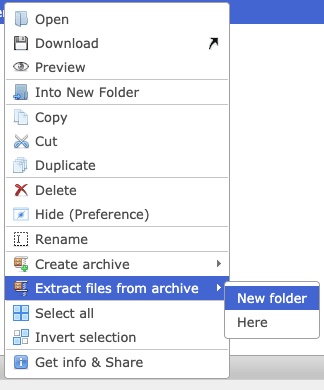 Open
Download
Preview
Into New Folder
Copy
Cut
Duplicate
Delete
Hide (Preference)
Rename
Create archive
Extract files from archive
New folder
Here
Select all
Invert selection
Get info & Share